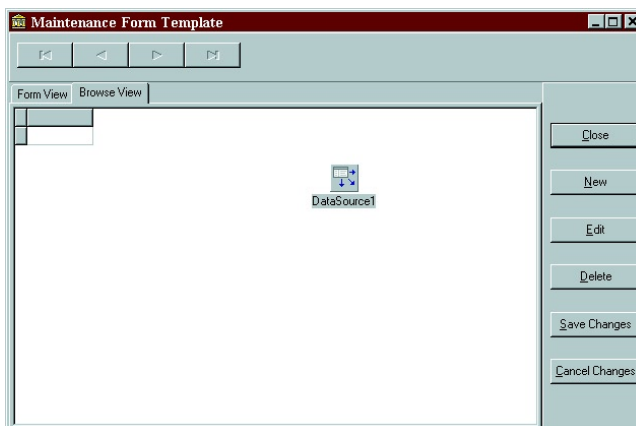 Maintenance Form Template
Form View
Browse View
DataSource1
Close
New
Edit
Delete
Save Changes
Cancel Changes